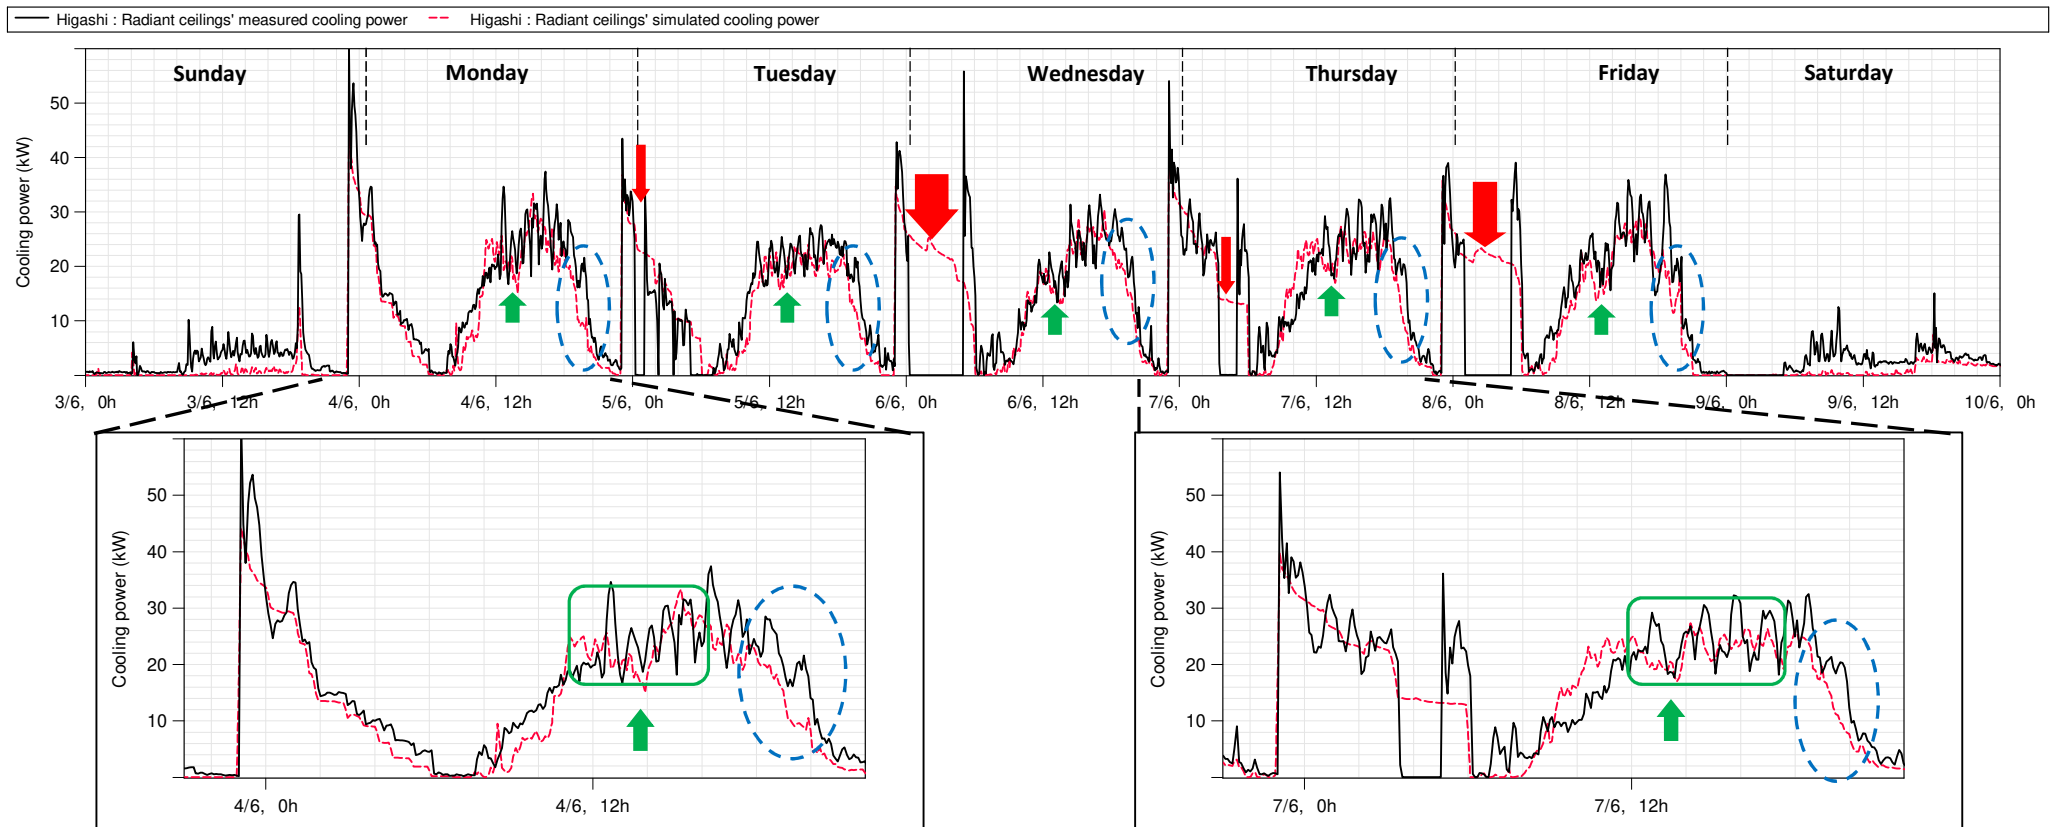 Higashi : Radiant ceilings' measured cooling power Higashi : Radiant ceilings' simulated cooling power
Sunday Monday Tuesday Wednesday Thursday Friday Saturday
Cooling power (kW)
50
40
30
20
10
3/6, 0h 3/6, 12h 4/6, 0h 4/6, 12h 5/6, 0h 5/6, 12h 6/6, 0h 6/6, 12h 7/6, 0h 7/6, 12h 8/6, 0h 8/6, 12h 9/6, 0h 9/6, 12h 10/6, 0h
Cooling power (kW)
50
40
30
20
10
4/6, 0h 4/6, 12h
Cooling power (kW)
50
40
30
20
10
7/6, 0h 7/6, 12h